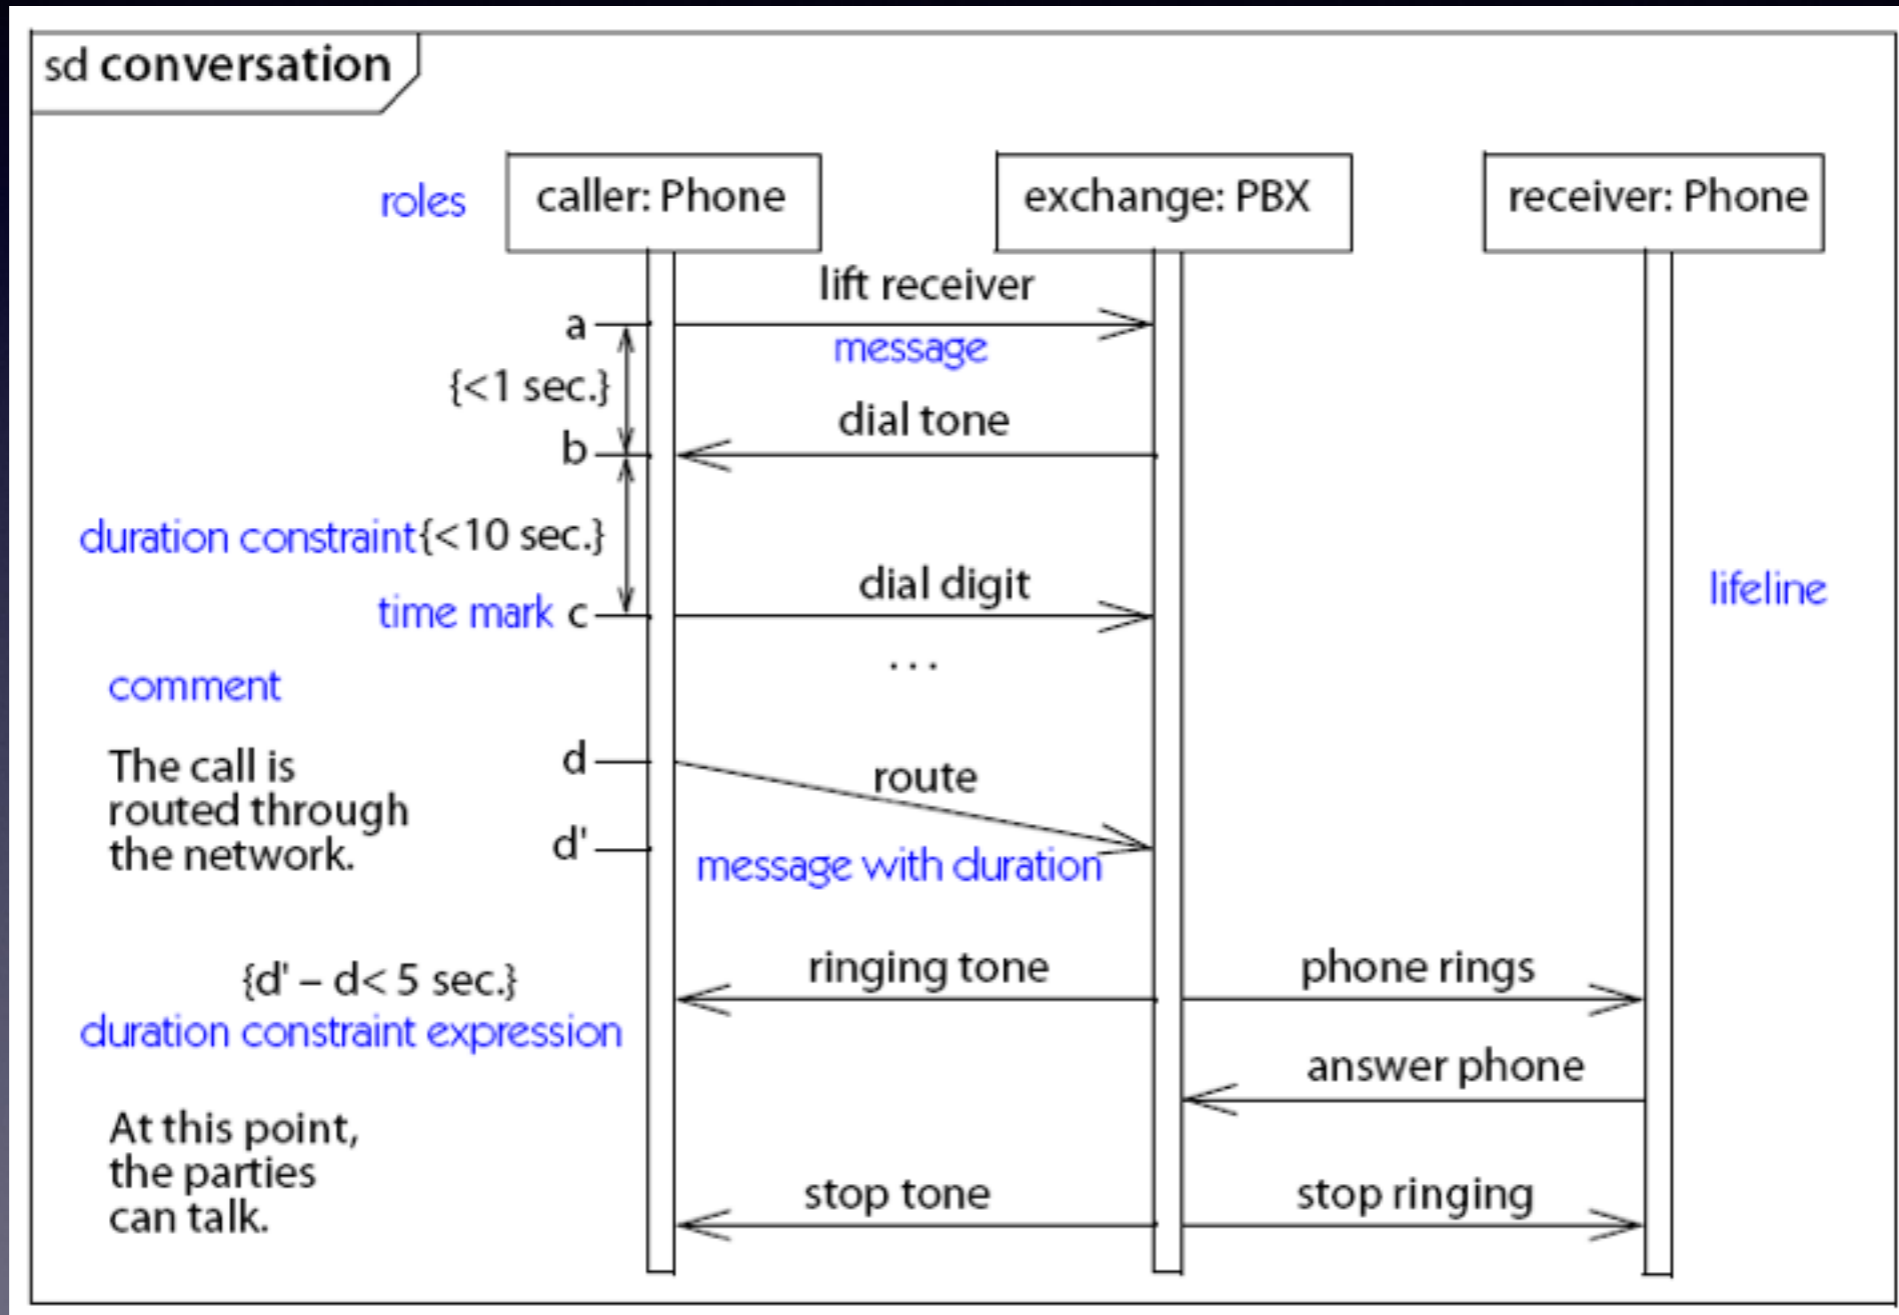 sd conversation
roles
caller: Phone
exchange: PBX
receiver: Phone
lift receiver
a
message
{<1 sec.}
dial tone
b
duration constraint {<10 sec.}
dial digit
lifeline
time mark c
...
comment
The call is
routed through
the network.
d
route
d'
message with duration
ringing tone
phone rings
{d' – d< 5 sec.}
duration constraint expression
answer phone
At this point,
the parties
can talk.
stop tone
stop ringing